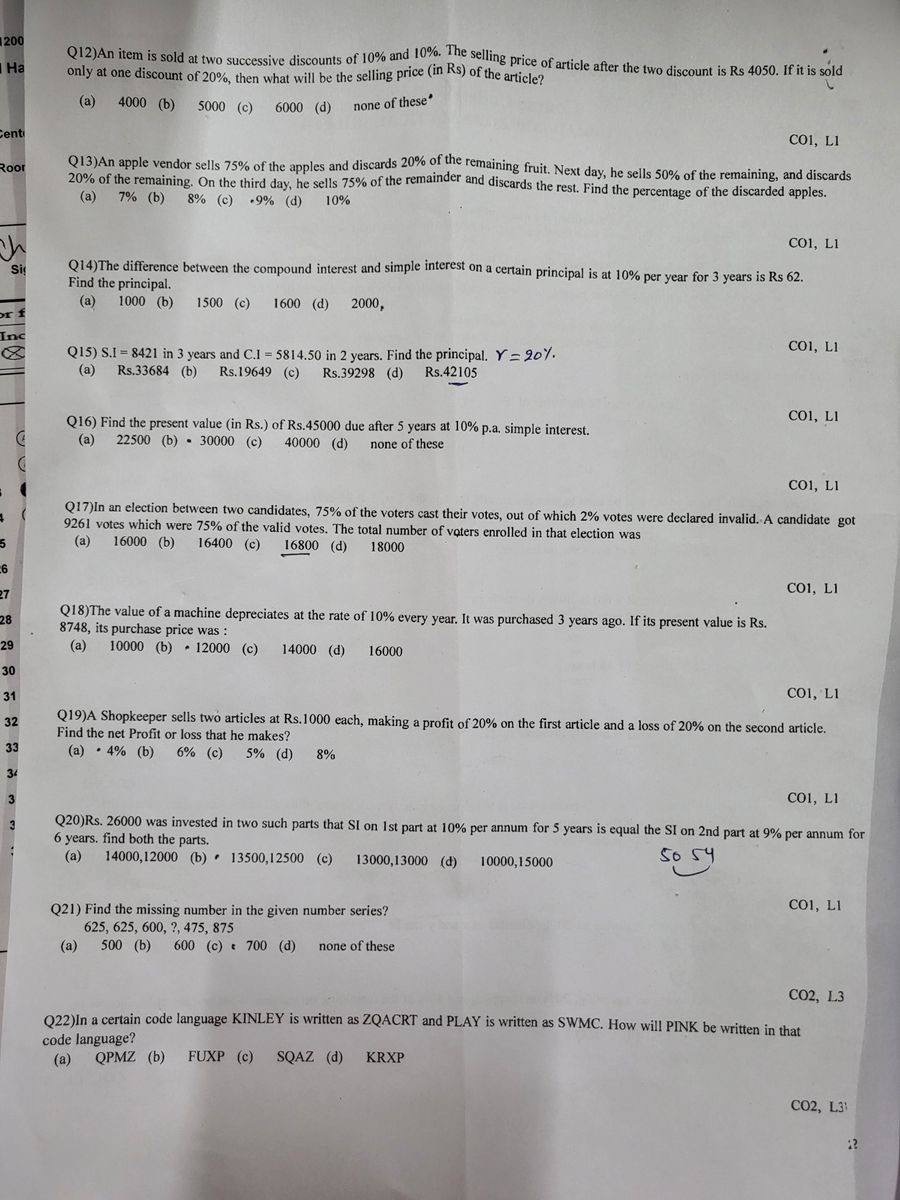 1200
Ha
Q12)An item is sold at two successive discounts of 10% and 10%. The selling price of article after the two discount is Rs 4050. If it is sold
only at one discount of 20%, then what will be the selling price (in Rs) of the article?
(a) 4000 (b) 5000 (c) 6000 (d) none of these
CO1, L1
Q13)An apple vendor sells 75% of the apples and discards 20% of the remaining fruit. Next day, he sells 50% of the remaining, and discards
20% of the remaining. On the third day, he sells 75% of the remainder and discards the rest. Find the percentage of the discarded apples.
(a) 7% (b) 8% (c) 9% (d) 10%
CO1, L1
Q14)The difference between the compound interest and simple interest on a certain principal is at 10% per year for 3 years is Rs 62.
Find the principal.
(a) 1000 (b) 1500 (c) 1600 (d) 2000,
CO1, L1
Q15) S.I = 8421 in 3 years and C.I = 5814.50 in 2 years. Find the principal. r = 20%.
(a) Rs.33684 (b) Rs.19649 (c) Rs.39298 (d) Rs.42105
CO1, L1
Q16) Find the present value (in Rs.) of Rs.45000 due after 5 years at 10% p.a. simple interest.
(a) 22500 (b) 30000 (c) 40000 (d) none of these
CO1, L1
Q17)In an election between two candidates, 75% of the voters cast their votes, out of which 2% votes were declared invalid. A candidate got
9261 votes which were 75% of the valid votes. The total number of voters enrolled in that election was
(a) 16000 (b) 16400 (c) 16800 (d) 18000
CO1, L1
Q18)The value of a machine depreciates at the rate of 10% every year. It was purchased 3 years ago. If its present value is Rs.
8748, its purchase price was :
(a) 10000 (b) 12000 (c) 14000 (d) 16000
CO1, L1
Q19)A Shopkeeper sells two articles at Rs.1000 each, making a profit of 20% on the first article and a loss of 20% on the second article.
Find the net Profit or loss that he makes?
(a) 4% (b) 6% (c) 5% (d) 8%
CO1, L1
Q20)Rs. 26000 was invested in two such parts that SI on 1st part at 10% per annum for 5 years is equal the SI on 2nd part at 9% per annum for
6 years. find both the parts.
(a) 14000,12000 (b) 13500,12500 (c) 13000,13000 (d) 10000,15000
50 54
CO1, L1
Q21) Find the missing number in the given number series?
625, 625, 600, ?, 475, 875
(a) 500 (b) 600 (c) 700 (d) none of these
CO2, L3
Q22)In a certain code language KINLEY is written as ZQACRT and PLAY is written as SWMC. How will PINK be written in that
code language?
(a) QPMZ (b) FUXP (c) SQAZ (d) KRXP
CO2, L3
27
28
29
30
31
32
33